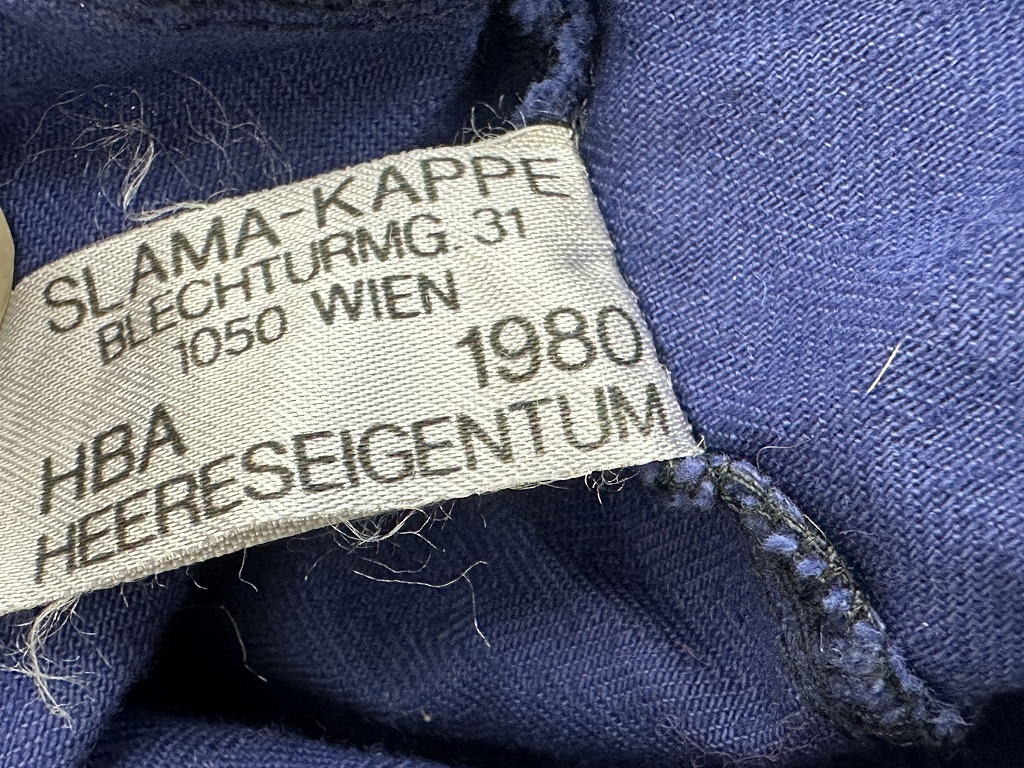 SLAMA-KAPPE
BLECHTURMG. 31
1050 WIEN
1980
HBA
HEERESEIGENTUM